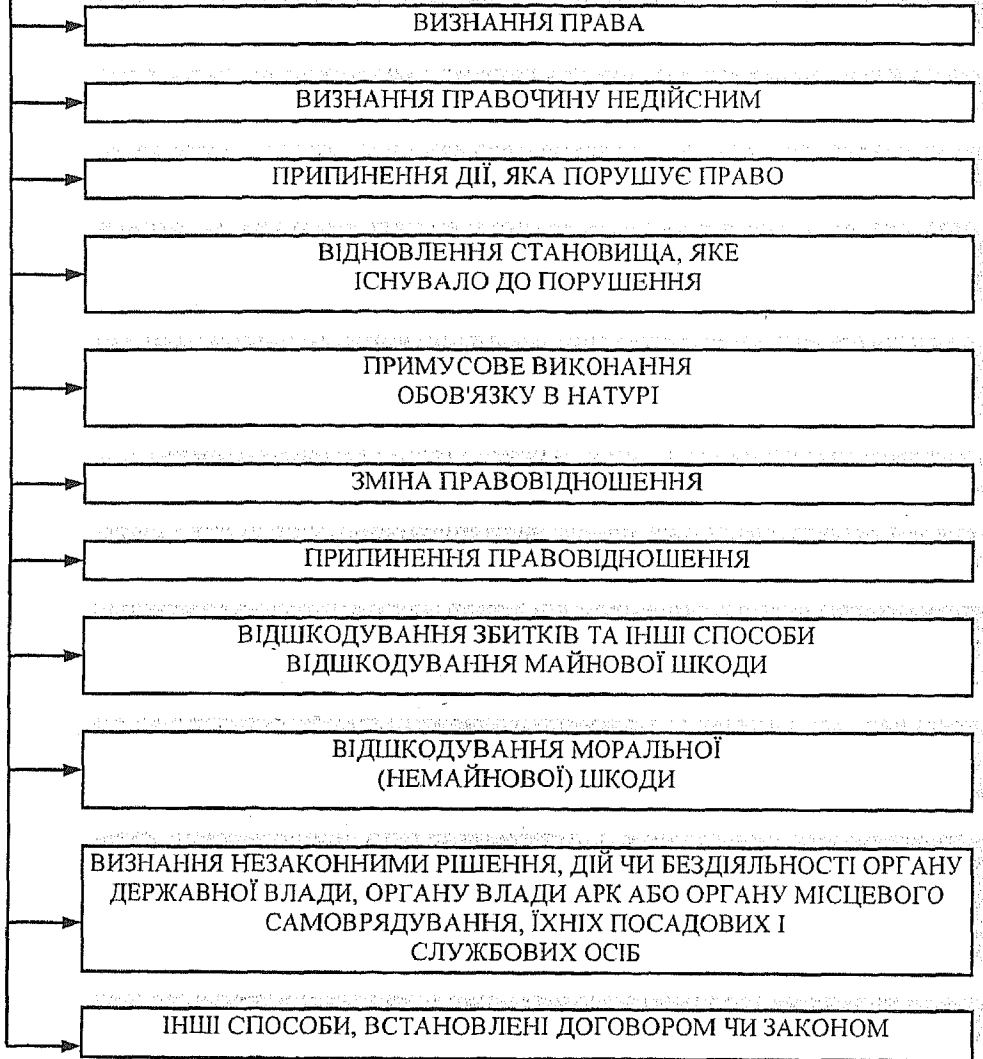 ВИЗНАННЯ ПРАВА
ВИЗНАННЯ ПРАВОЧИНУ НЕДІЙСНИМ
ПРИПИНЕННЯ ДІЇ, ЯКА ПОРУШУЄ ПРАВО
ВІДНОВЛЕННЯ СТАНОВИЩА, ЯКЕ
ІСНУВАЛО ДО ПОРУШЕННЯ
ПРИМУСОВЕ ВИКОНАННЯ
ОБОВ'ЯЗКУ В НАТУРІ
ЗМІНА ПРАВОВІДНОШЕННЯ
ПРИПИНЕННЯ ПРАВОВІДНОШЕННЯ
ВІДШКОДУВАННЯ ЗБИТКІВ ТА ІНШІ СПОСОБИ
ВІДШКОДУВАННЯ МАЙНОВОЇ ШКОДИ
ВІДШКОДУВАННЯ МОРАЛЬНОЇ
(НЕМАЙНОВОЇ) ШКОДИ
ВИЗНАННЯ НЕЗАКОННИМИ РІШЕННЯ, ДІЙ ЧИ БЕЗДІЯЛЬНОСТІ ОРГАНУ
ДЕРЖАВНОЇ ВЛАДИ, ОРГАНУ ВЛАДИ АРК АБО ОРГАНУ МІСЦЕВОГО
САМОВРЯДУВАННЯ, ЇХНІХ ПОСАДОВИХ І
СЛУЖБОВИХ ОСІБ
ІНШІ СПОСОБИ, ВСТАНОВЛЕНІ ДОГОВОРОМ ЧИ ЗАКОНОМ